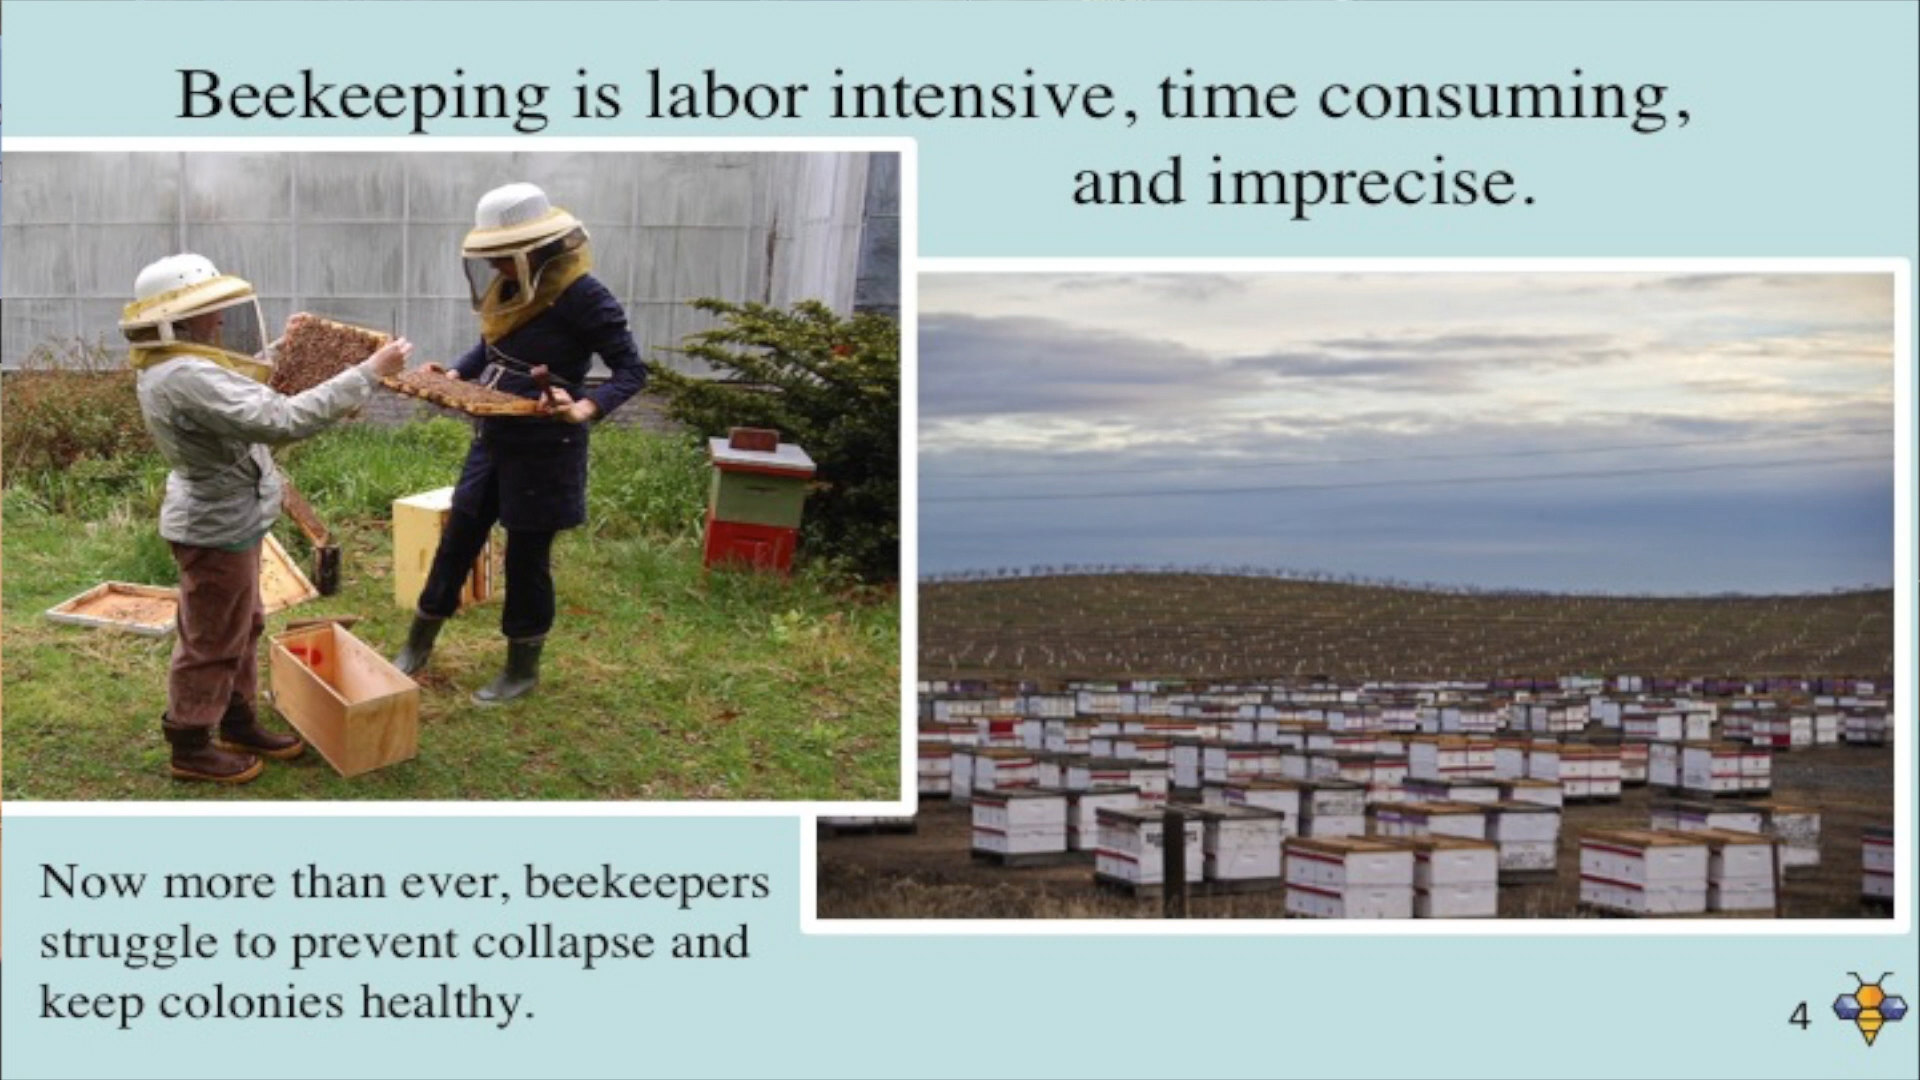 Beekeeping is labor intensive, time consuming,
and imprecise.
Now more than ever, beekeepers
struggle to prevent collapse and
keep colonies healthy.
4